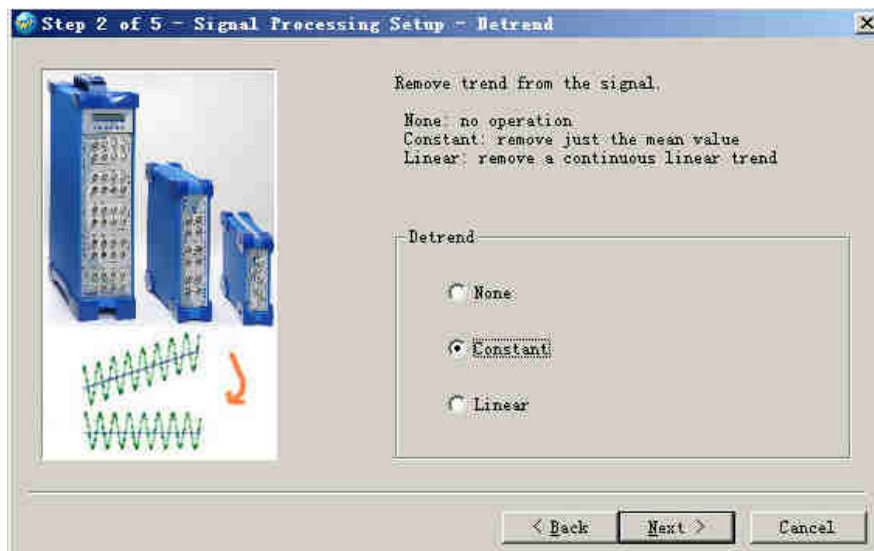 Step 2 of 5 - Signal Processing Setup - Detrend
Remove trend from the signal.
None: no operation
Constant: remove just the mean value
Linear: remove a continuous linear trend
Detrend
None
Constant
Linear
< Back
Next >
Cancel